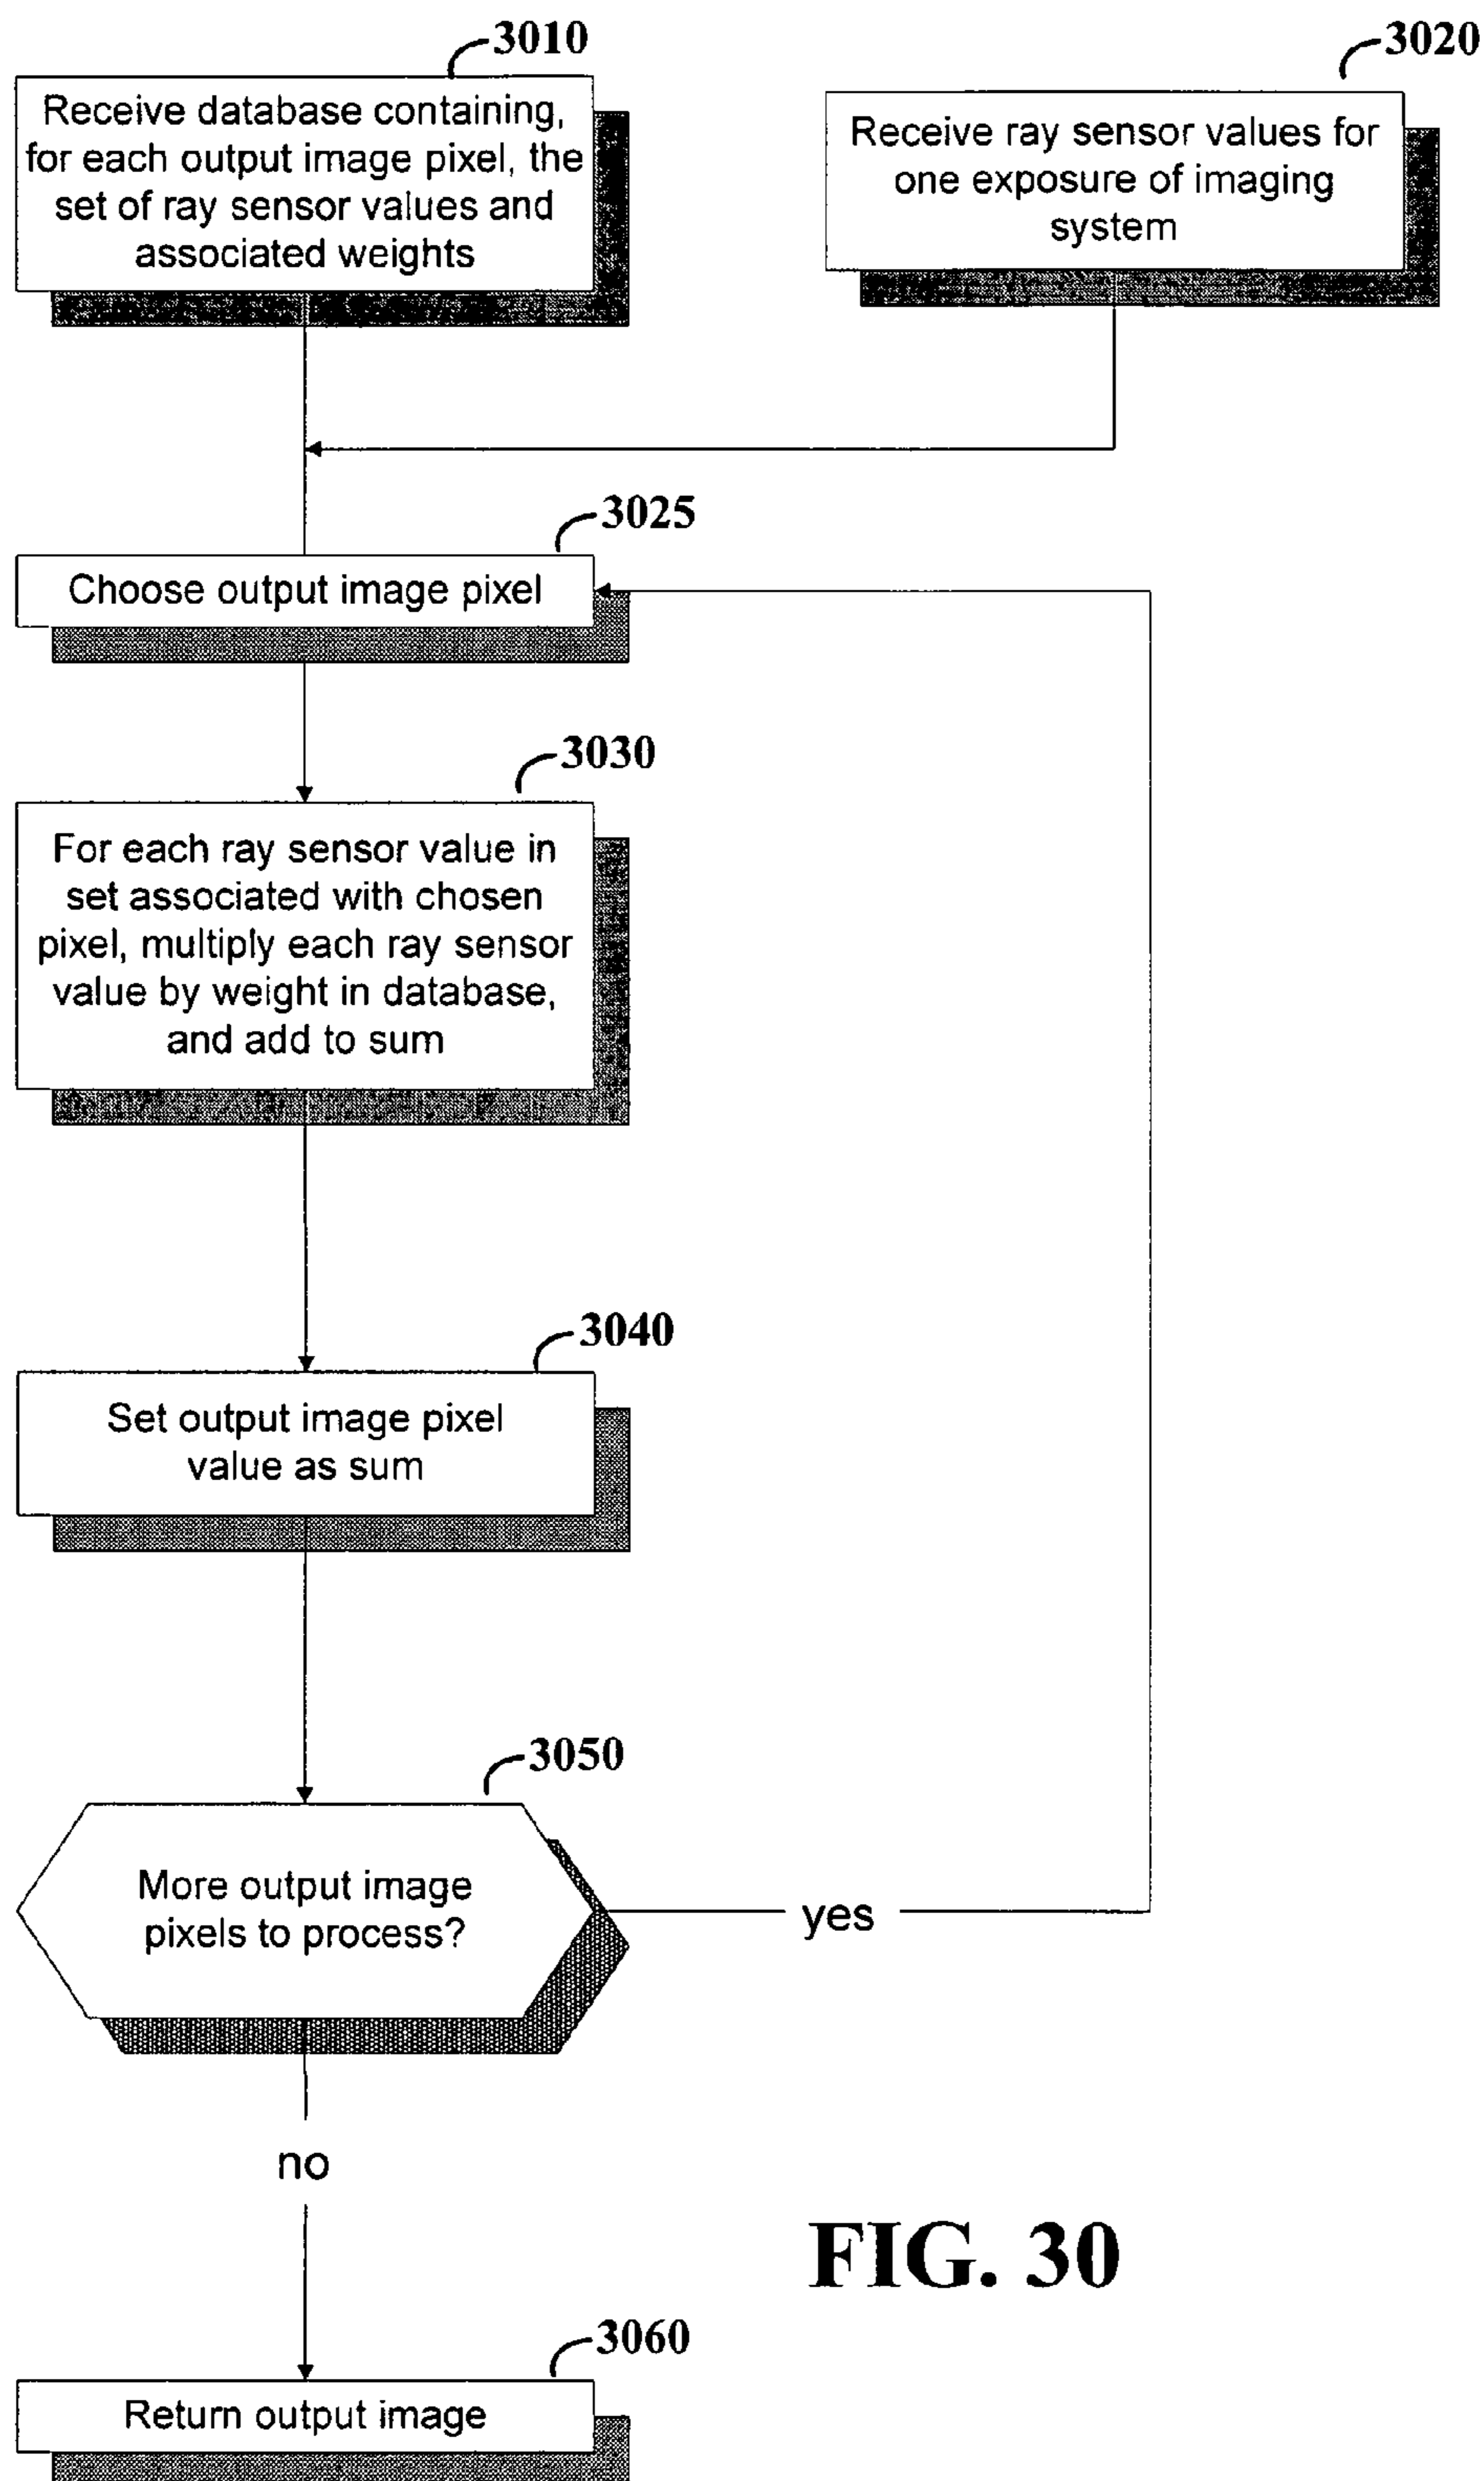 3010
Receive database containing,
for each output image pixel, the
set of ray sensor values and
associated weights
3020
Receive ray sensor values for
one exposure of imaging
system
3025
Choose output image pixel
3030
For each ray sensor value in
set associated with chosen
pixel, multiply each ray sensor
value by weight in database,
and add to sum
3040
Set output image pixel
value as sum
3050
More output image
pixels to process?
yes
no
FIG. 30
3060
Return output image